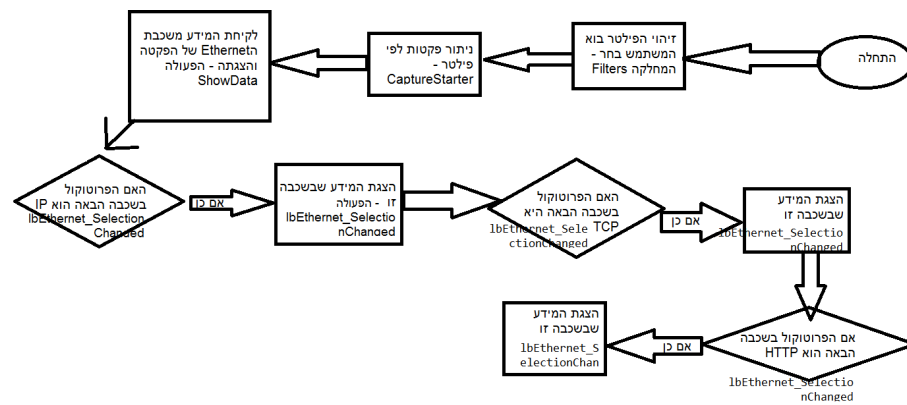 התחלה
זיהוי הפילטר בוא
המשתמש בחר -
המחלקה Filters
ניתור פקטות לפי
פילטר -
CaptureStarter
לקיחת המידע משכבת
הEthernet של הפקטה
והצגתה - הפעולה
ShowData
האם הפרוטוקול
בשכבה הבאה הוא IP
lbEthernet_Selection
Changed
אם כן
הצגת המידע שבשכבה
זו - הפעולה
lbEthernet_Selectio
nChanged
האם הפרוטוקול
בשכבה הבאה היא
TCP
lbEthernet_Sele
ctionChanged
אם כן
הצגת המידע
שבשכבה זו
lbEthernet_Selectio
nChanged
אם הפרוטוקול בשכבה
הבאה הוא HTTP
lbEthernet_Selectio
nChanged
אם כן
הצגת המידע
שבשכבה זו
lbEthernet_S
electionChan